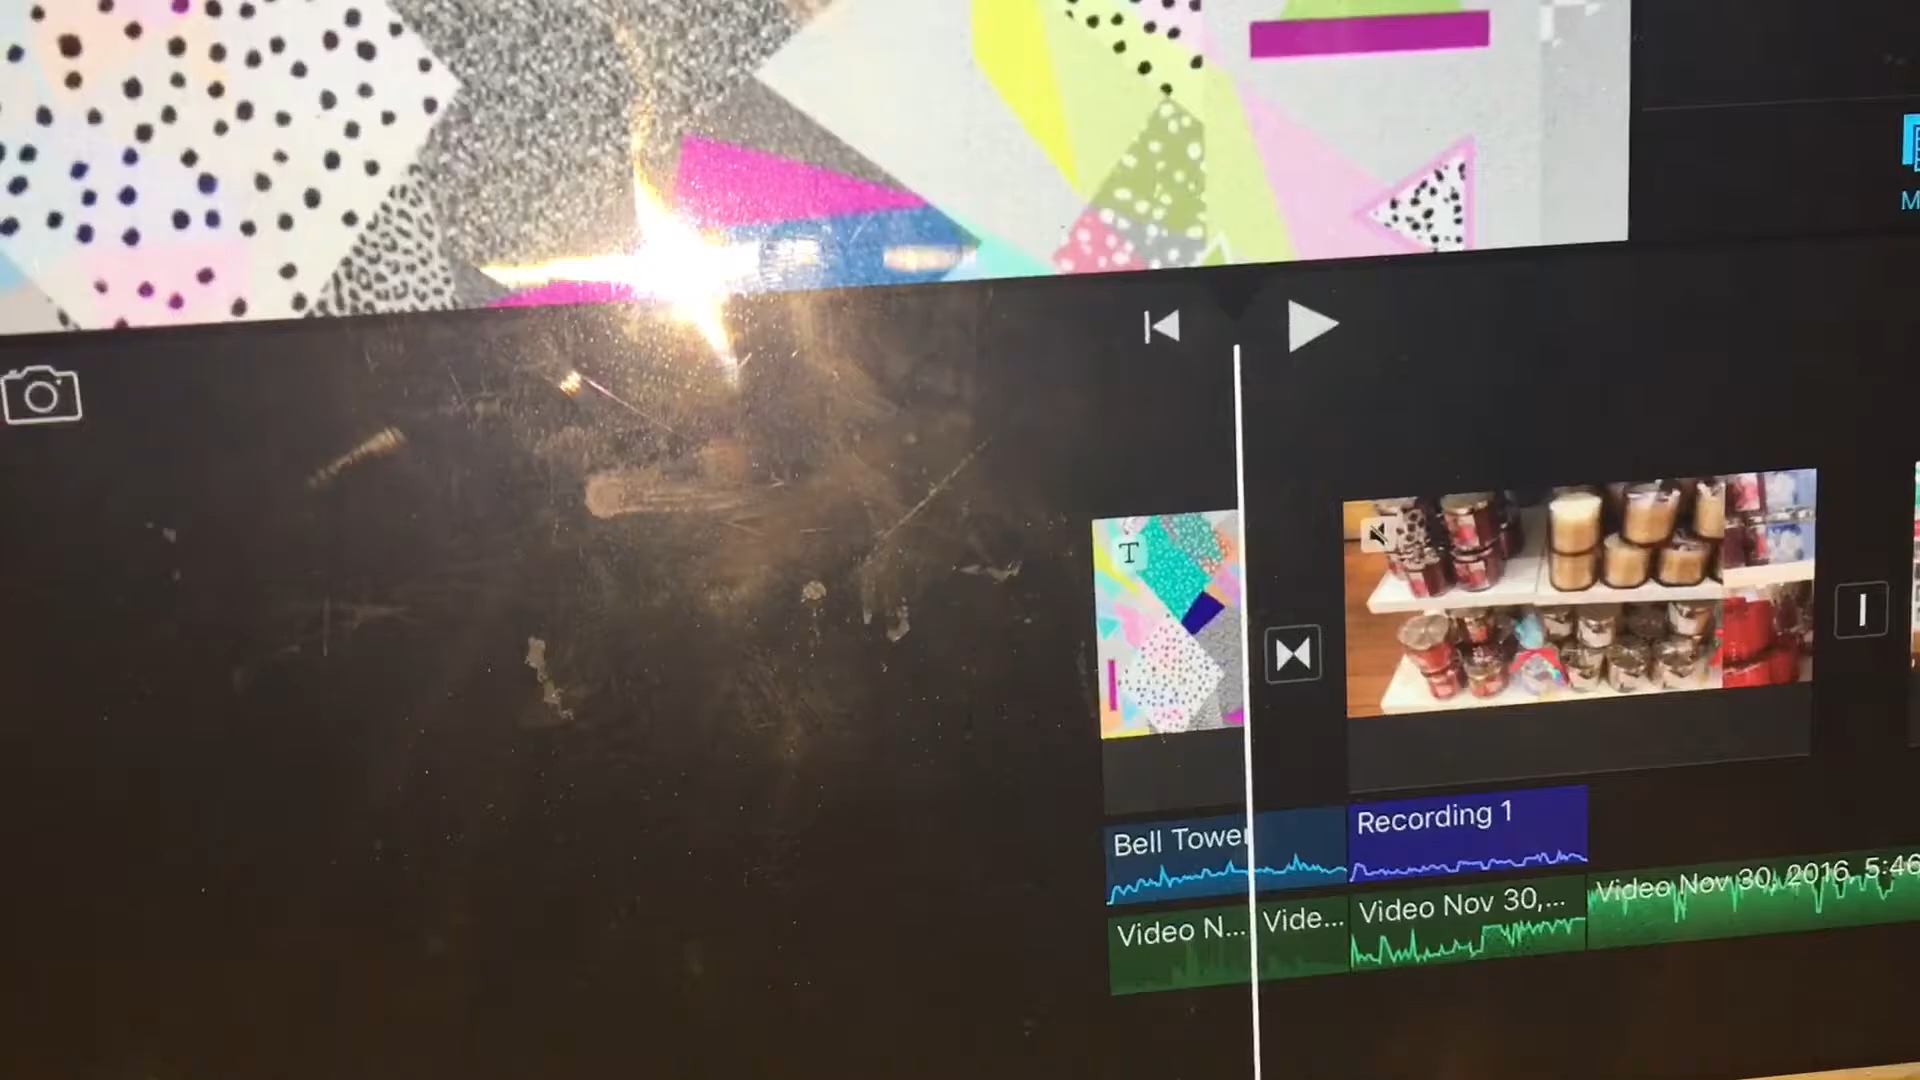 M
T
Bell Tower
Recording 1
Video N...
Vide...
Video Nov 30,...
Video Nov 30, 2016, 5:46